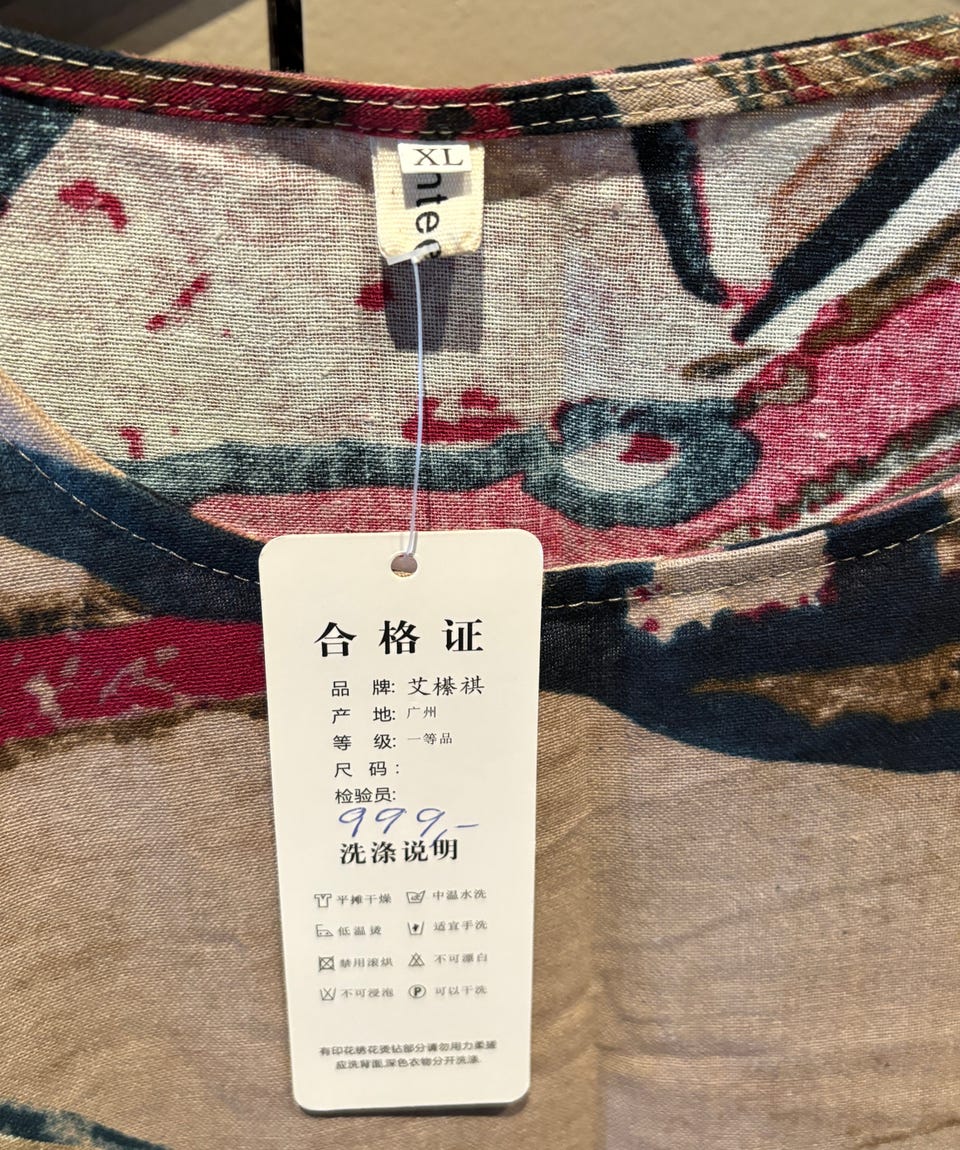 XL
ntee
合格证
品 牌: 艾榛祺
产 地: 广州
等 级: 一等品
尺 码:
检验员:
999,-
洗涤说明
平摊干燥 中温水洗
低温烫 适宜手洗
禁用滚烘 不可漂白
不可浸泡 P 可以干洗
有印花绣花烫钻部分请勿用力柔搓
应洗背面,深色衣物分开洗涤.